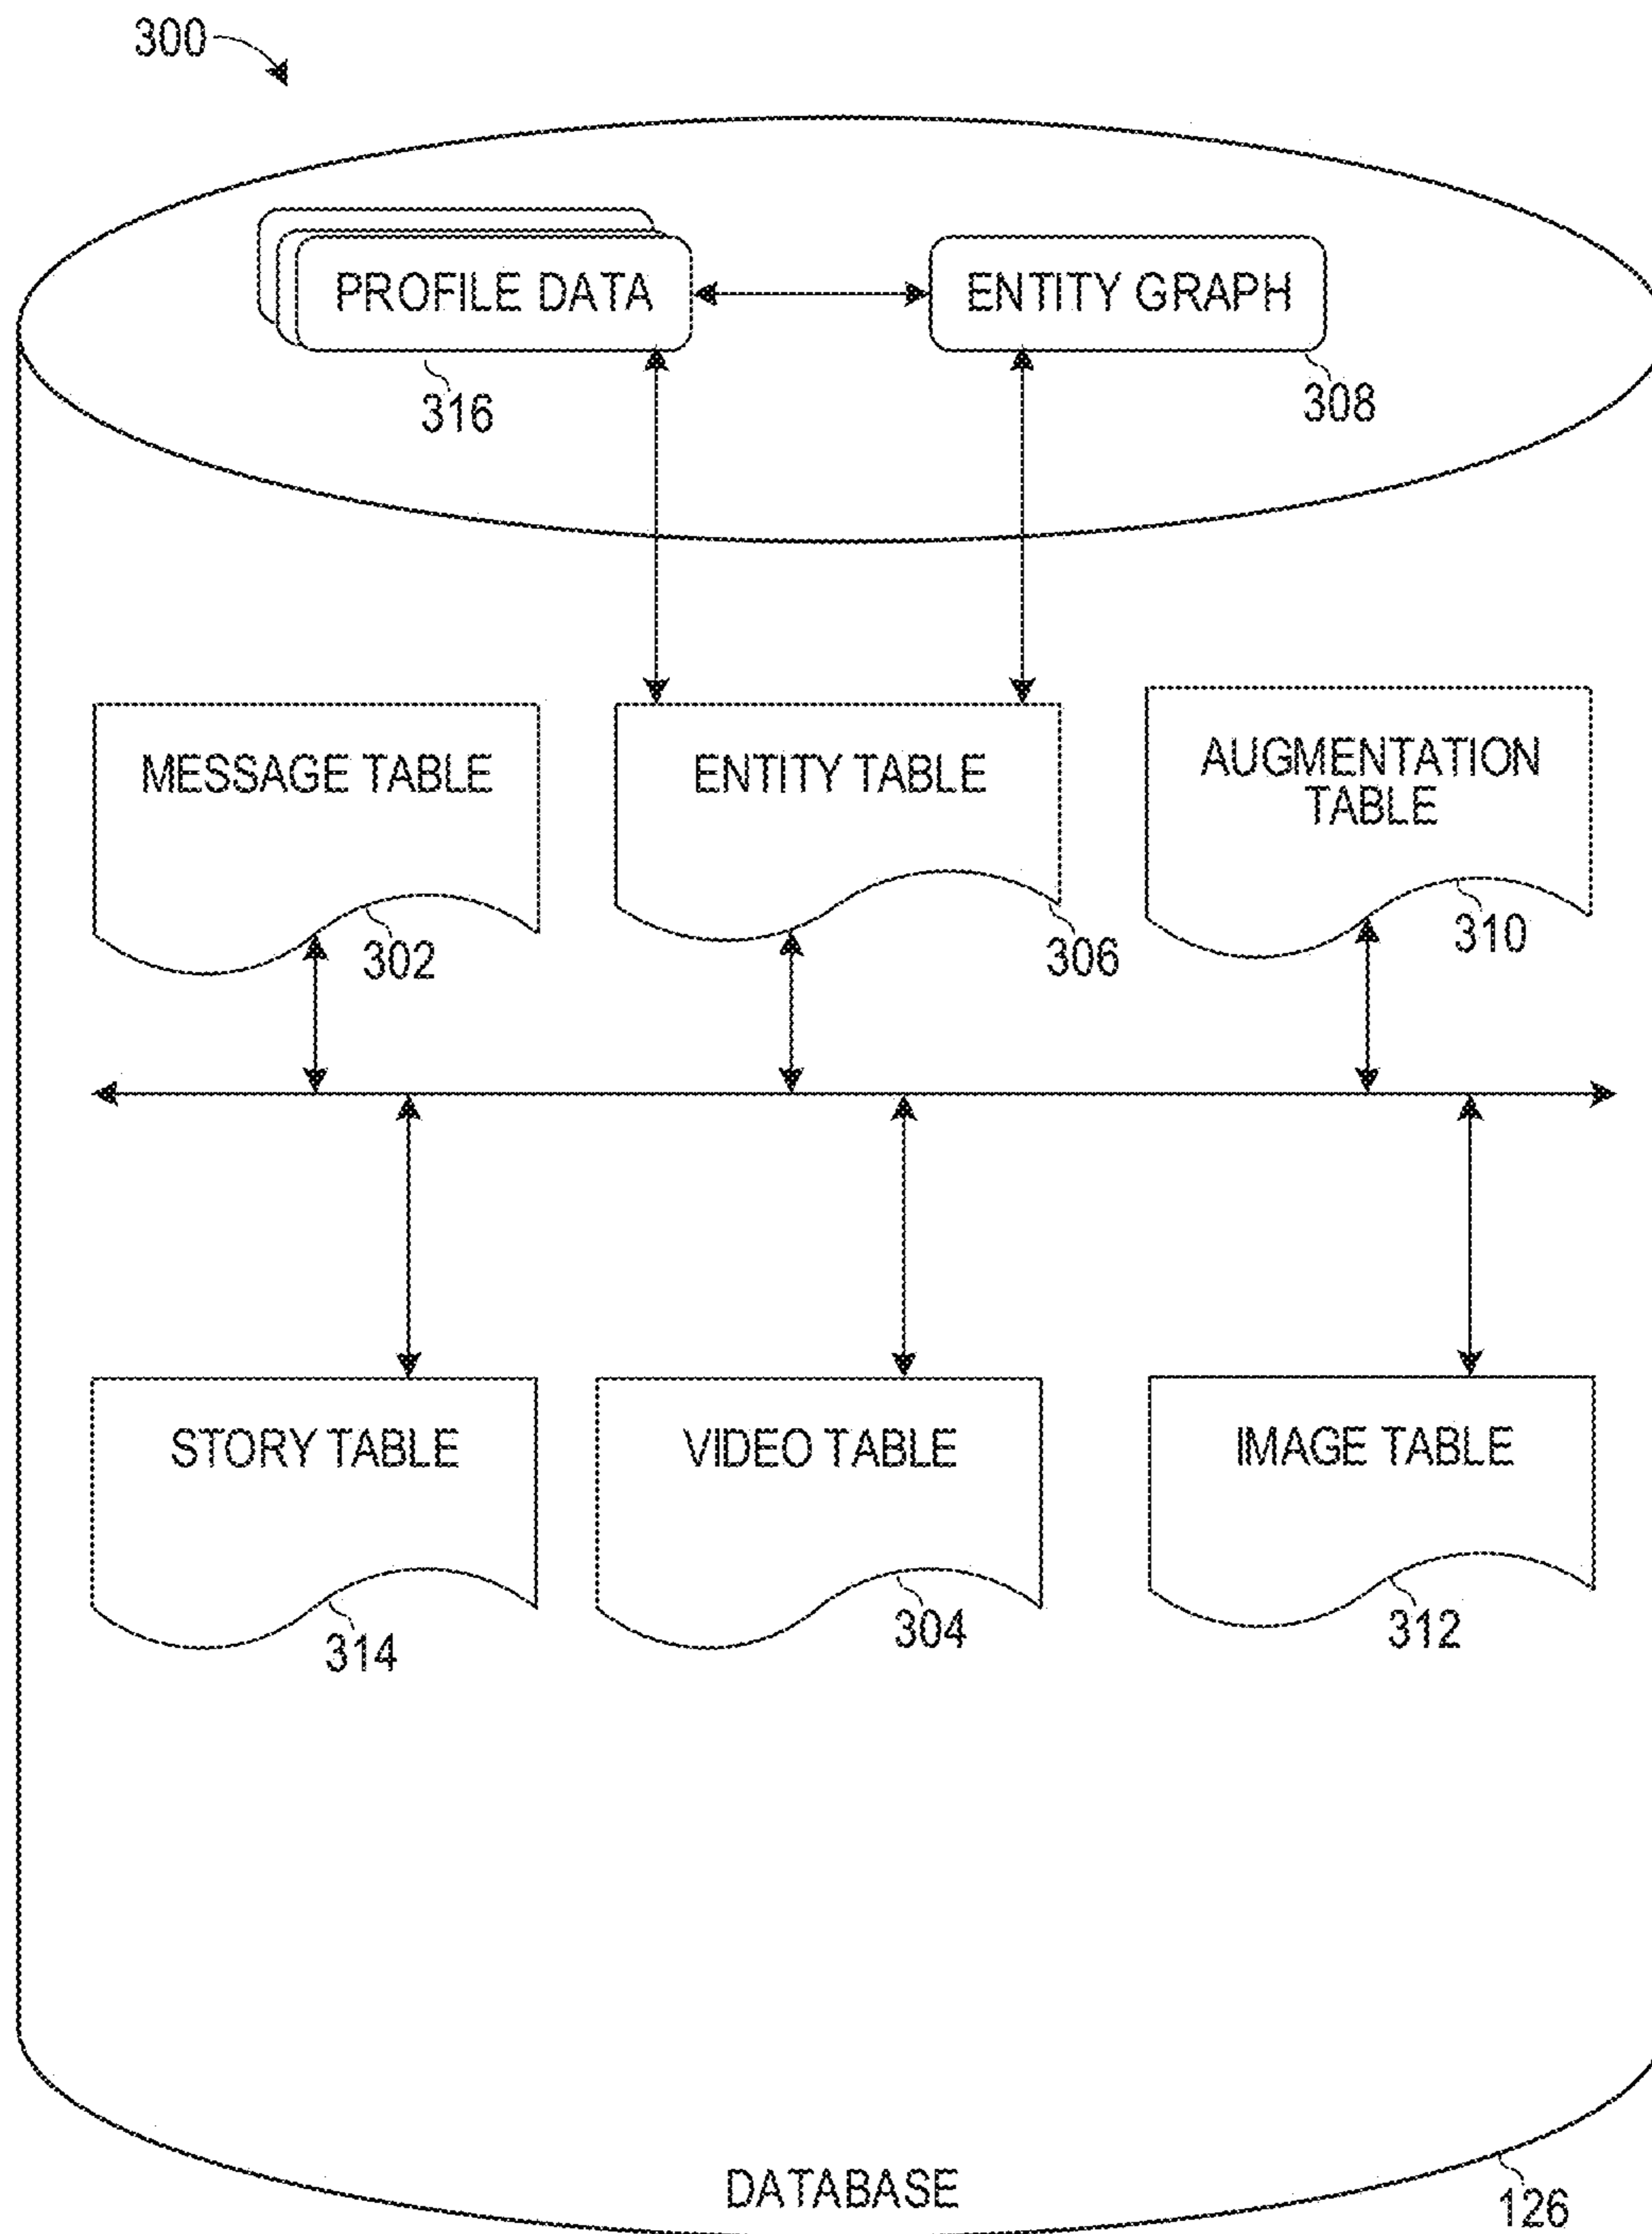 300
PROFILE DATA
ENTITY GRAPH
316
308
MESSAGE TABLE
ENTITY TABLE
AUGMENTATION
TABLE
302
306
310
STORY TABLE
VIDEO TABLE
IMAGE TABLE
314
304
312
DATABASE
126